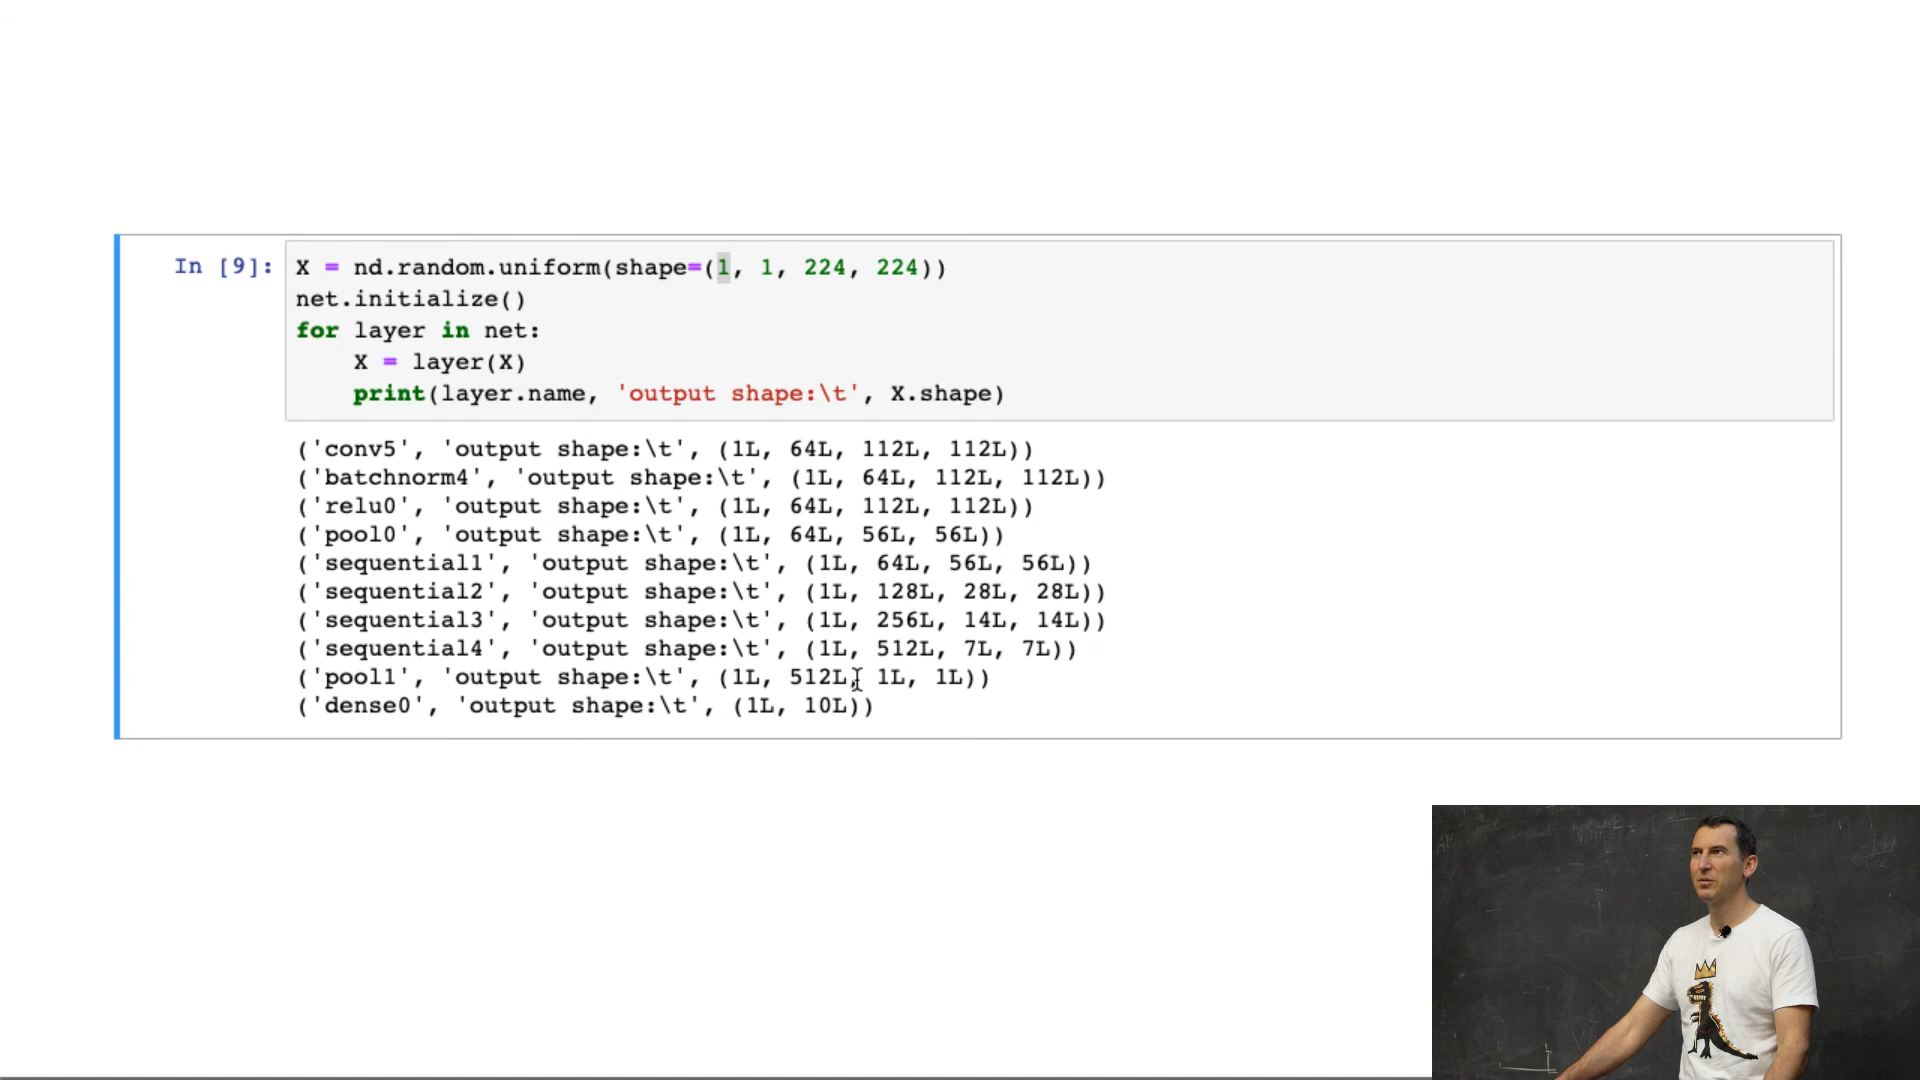 In [9]: X = nd.random.uniform(shape=(1, 1, 224, 224))
net.initialize()
for layer in net:
    X = layer(X)
    print(layer.name, 'output shape:\t', X.shape)
('conv5', 'output shape:\t', (1L, 64L, 112L, 112L))
('batchnorm4', 'output shape:\t', (1L, 64L, 112L, 112L))
('relu0', 'output shape:\t', (1L, 64L, 112L, 112L))
('pool0', 'output shape:\t', (1L, 64L, 56L, 56L))
('sequential1', 'output shape:\t', (1L, 64L, 56L, 56L))
('sequential2', 'output shape:\t', (1L, 128L, 28L, 28L))
('sequential3', 'output shape:\t', (1L, 256L, 14L, 14L))
('sequential4', 'output shape:\t', (1L, 512L, 7L, 7L))
('pool1', 'output shape:\t', (1L, 512L, 1L, 1L))
('dense0', 'output shape:\t', (1L, 10L))